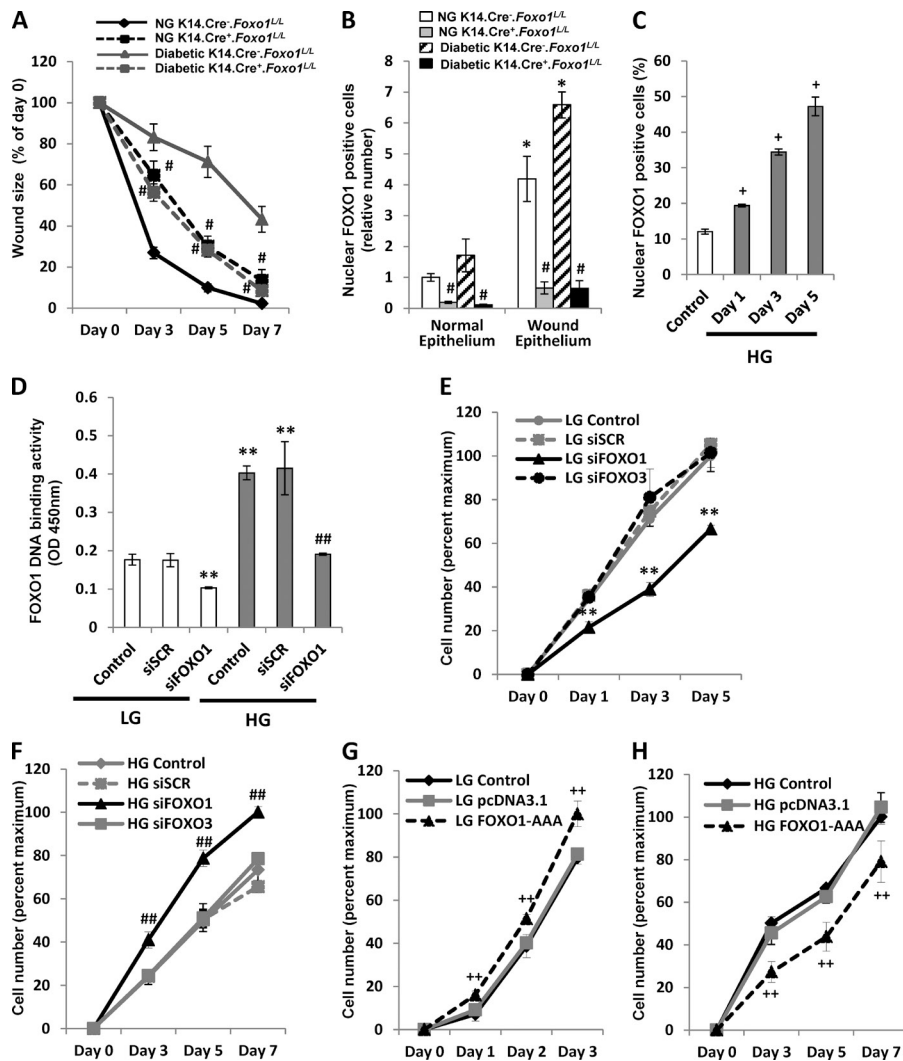 A
NG K14.Cre⁻.Foxo1ᴸ/ᴸ
NG K14.Cre⁺.Foxo1ᴸ/ᴸ
Diabetic K14.Cre⁻.Foxo1ᴸ/ᴸ
Diabetic K14.Cre⁺.Foxo1ᴸ/ᴸ
Wound size (% of day 0)
120
100
80
60
40
20
0
#
#
#
#
#
#
Day 0 Day 3 Day 5 Day 7
B
NG K14.Cre⁻.Foxo1ᴸ/ᴸ
NG K14.Cre⁺.Foxo1ᴸ/ᴸ
Diabetic K14.Cre⁻.Foxo1ᴸ/ᴸ
Diabetic K14.Cre⁺.Foxo1ᴸ/ᴸ
Nuclear FOXO1 positive cells
(relative number)
8
7
6
5
4
3
2
1
0
# # * # * #
Normal Epithelium
Wound Epithelium
C
Nuclear FOXO1 positive cells (%)
60
50
40
30
20
10
0
+ + +
Control Day 1 Day 3 Day 5
HG
D
FOXO1 DNA binding activity
(OD 450nm)
0.6
0.5
0.4
0.3
0.2
0.1
0
** ** ** ##
Control siSCR siFOXO1 Control siSCR siFOXO1
LG HG
E
LG Control
LG siSCR
LG siFOXO1
LG siFOXO3
Cell number (percent maximum)
120
100
80
60
40
20
0
** ** **
Day 0 Day 1 Day 3 Day 5
F
HG Control
HG siSCR
HG siFOXO1
HG siFOXO3
Cell number (percent maximum)
120
100
80
60
40
20
0
## ## ##
Day 0 Day 3 Day 5 Day 7
G
LG Control
LG pcDNA3.1
LG FOXO1-AAA
Cell number (percent maximum)
120
100
80
60
40
20
0
++ ++ ++
Day 0 Day 1 Day 2 Day 3
H
HG Control
HG pcDNA3.1
HG FOXO1-AAA
Cell number (percent maximum)
120
100
80
60
40
20
0
++ ++ ++
Day 0 Day 3 Day 5 Day 7